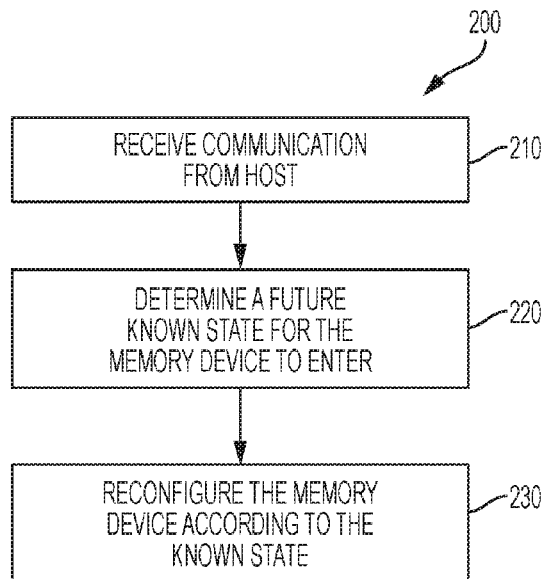 200
RECEIVE COMMUNICATION
FROM HOST
210
DETERMINE A FUTURE
KNOWN STATE FOR THE
MEMORY DEVICE TO ENTER
220
RECONFIGURE THE MEMORY
DEVICE ACCORDING TO THE
KNOWN STATE
230